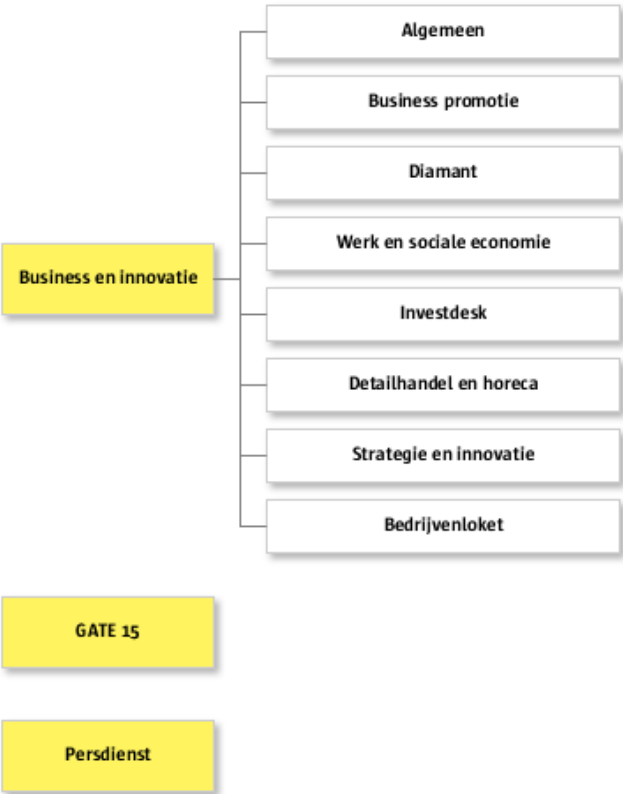 Algemeen
Business promotie
Diamant
Werk en sociale economie
Business en innovatie
Investdesk
Detailhandel en horeca
Strategie en innovatie
Bedrijvenloket
GATE 15
Persdienst